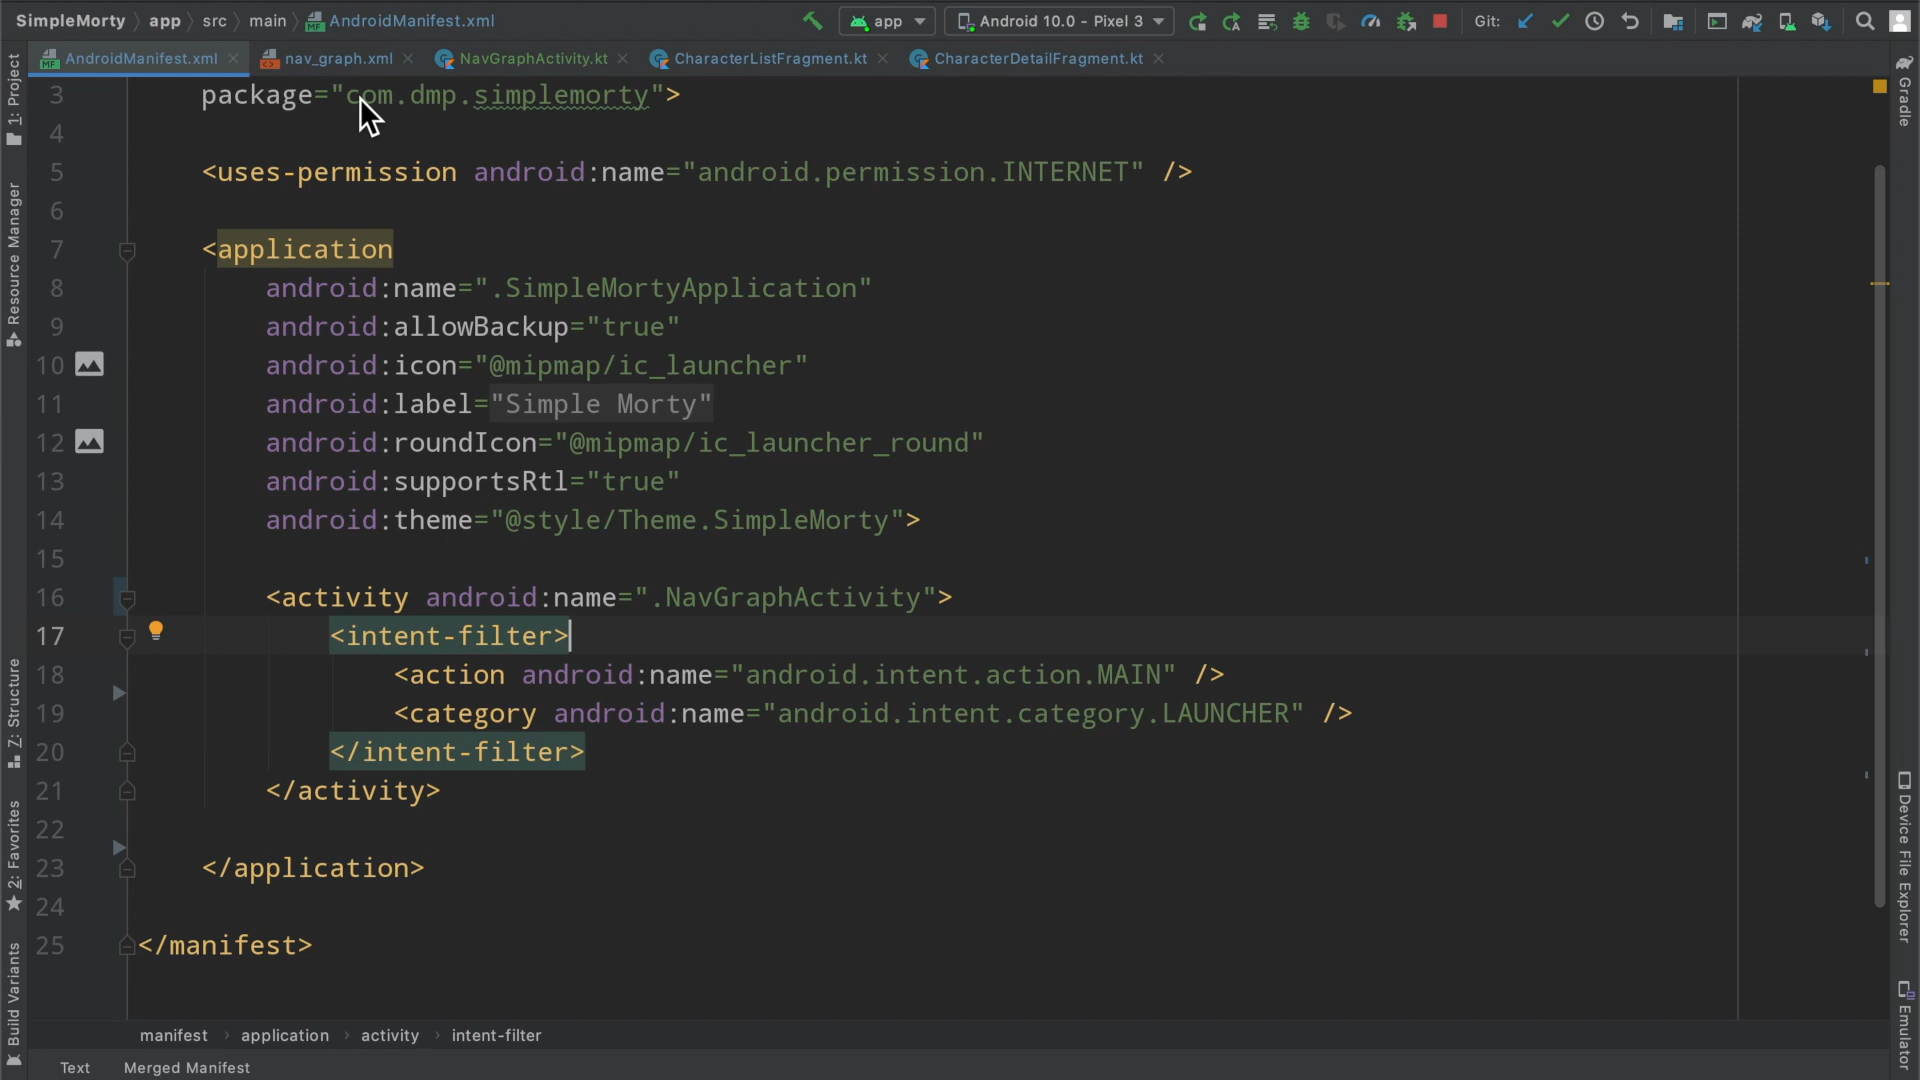 SimpleMorty app src main AndroidManifest.xml app Android 10.0 - Pixel 3 Git:
AndroidManifest.xml nav_graph.xml NavGraphActivity.kt CharacterListFragment.kt CharacterDetailFragment.kt
1: Project
Resource Manager
Z: Structure
2: Favorites
Build Variants
3 package="com.dmp.simplemorty">
4
5 <uses-permission android:name="android.permission.INTERNET" />
6
7 <application
8 android:name=".SimpleMortyApplication"
9 android:allowBackup="true"
10 android:icon="@mipmap/ic_launcher"
11 android:label="Simple Morty"
12 android:roundIcon="@mipmap/ic_launcher_round"
13 android:supportsRtl="true"
14 android:theme="@style/Theme.SimpleMorty">
15
16 <activity android:name=".NavGraphActivity">
17 <intent-filter>
18 <action android:name="android.intent.action.MAIN" />
19 <category android:name="android.intent.category.LAUNCHER" />
20 </intent-filter>
21 </activity>
22
23 </application>
24
25 </manifest>
Gradle
Device File Explorer
Emulator
manifest application activity intent-filter
Text Merged Manifest